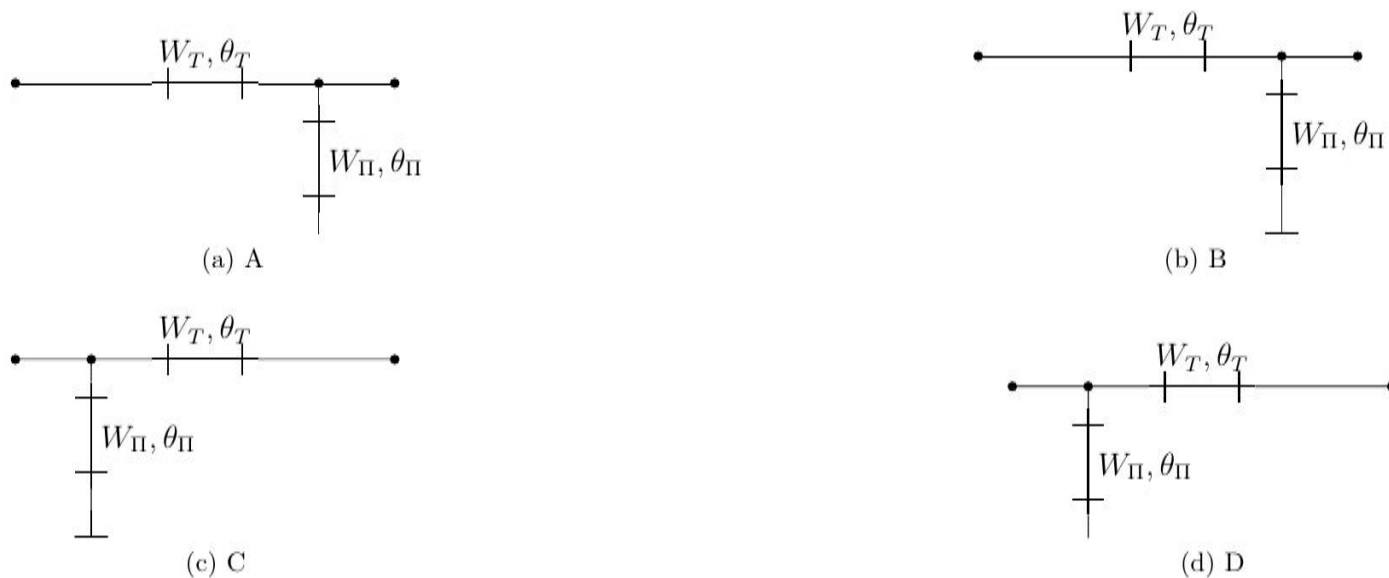 W_T, θ_T
W_Π, θ_Π
(a) A
W_T, θ_T
W_Π, θ_Π
(b) B
W_T, θ_T
W_Π, θ_Π
(c) C
W_T, θ_T
W_Π, θ_Π
(d) D